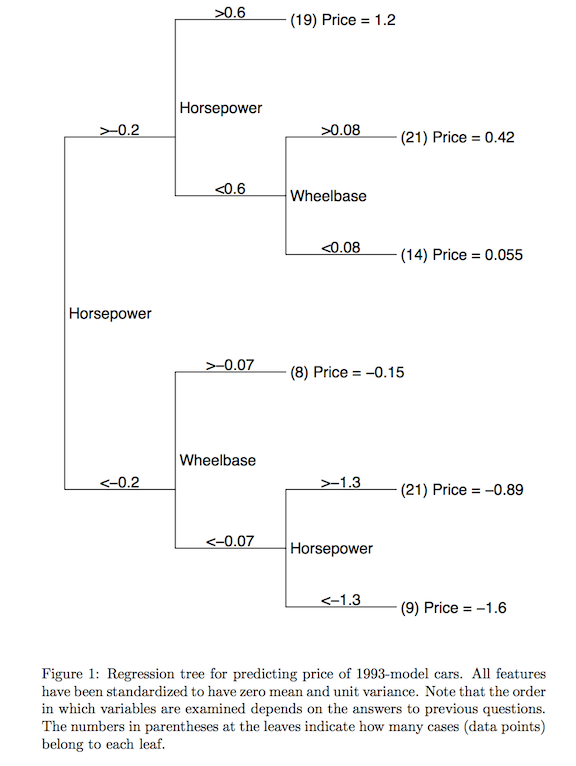 >0.6
(19) Price = 1.2
Horsepower
>−0.2
>0.08
(21) Price = 0.42
<0.6
Wheelbase
<0.08
(14) Price = 0.055
Horsepower
>−0.07
(8) Price = −0.15
Wheelbase
<−0.2
>−1.3
(21) Price = −0.89
<−0.07
Horsepower
<−1.3
(9) Price = −1.6
Figure 1: Regression tree for predicting price of 1993-model cars. All features
have been standardized to have zero mean and unit variance. Note that the order
in which variables are examined depends on the answers to previous questions.
The numbers in parentheses at the leaves indicate how many cases (data points)
belong to each leaf.